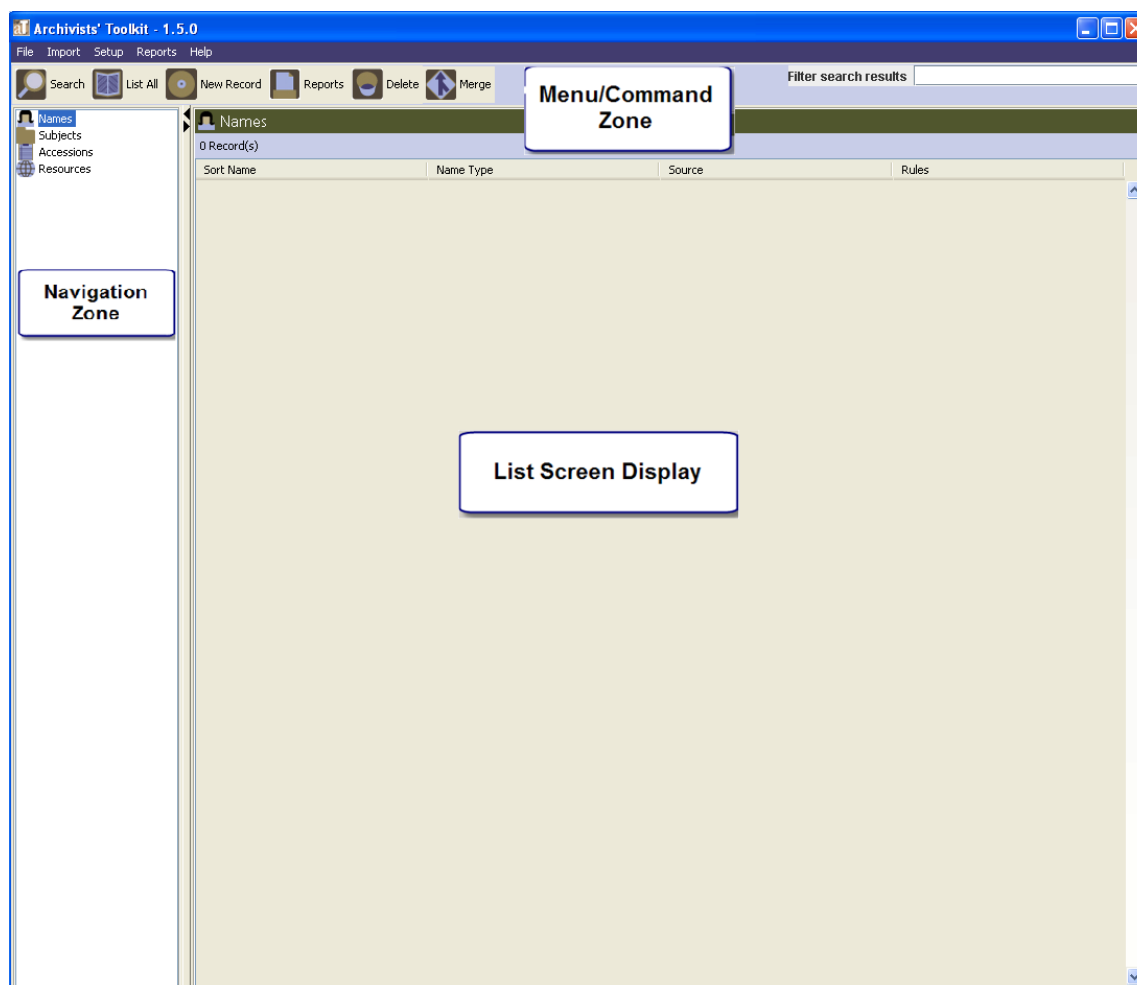 Archivists' Toolkit - 1.5.0
File Import Setup Reports Help
Search List All New Record Reports Delete Merge
Filter search results
Menu/Command
Zone
Names
Subjects
Accessions
Resources
Names
0 Record(s)
Sort Name Name Type Source Rules
Navigation
Zone
List Screen Display